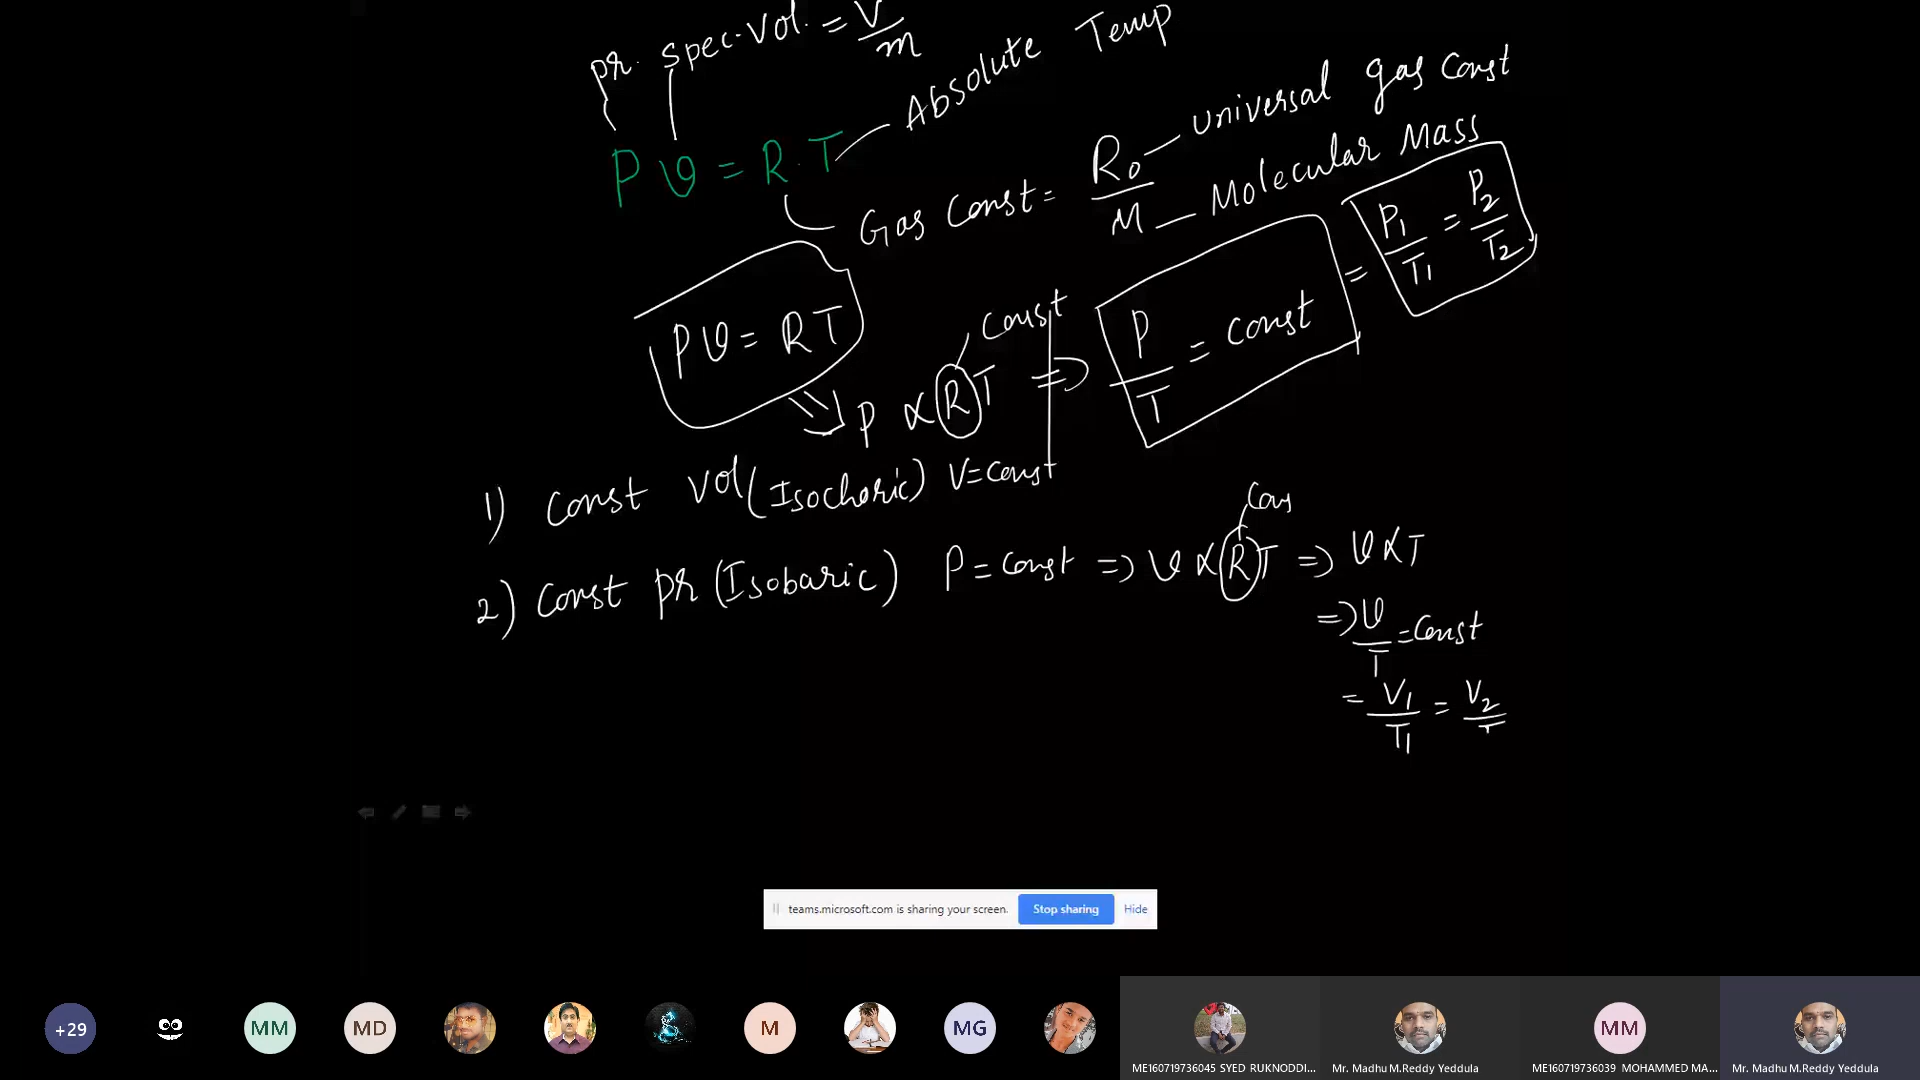 pr. spec.Vol. = V/m
Absolute Temp
P ϑ = R.T
Gas Const = R₀/M
universal gas Const
Molecular Mass
Pϑ = RT
P ∝ RT => P/T = Const = P₁/T₁ = P₂/T₂
Const
1) Const Vol (Isochoric) V=Const
2) Const pr (Isobaric) P = Const => ϑ ∝ RT => ϑ ∝ T
Cons
=> ϑ/T = Const
= V₁/T₁ = V₂/T
teams.microsoft.com is sharing your screen. Stop sharing Hide
+29 MM MD M MG MM
ME160719736045 SYED RUKNODDI... Mr. Madhu M.Reddy Yeddula ME160719736039 MOHAMMED MA... Mr. Madhu M.Reddy Yeddula